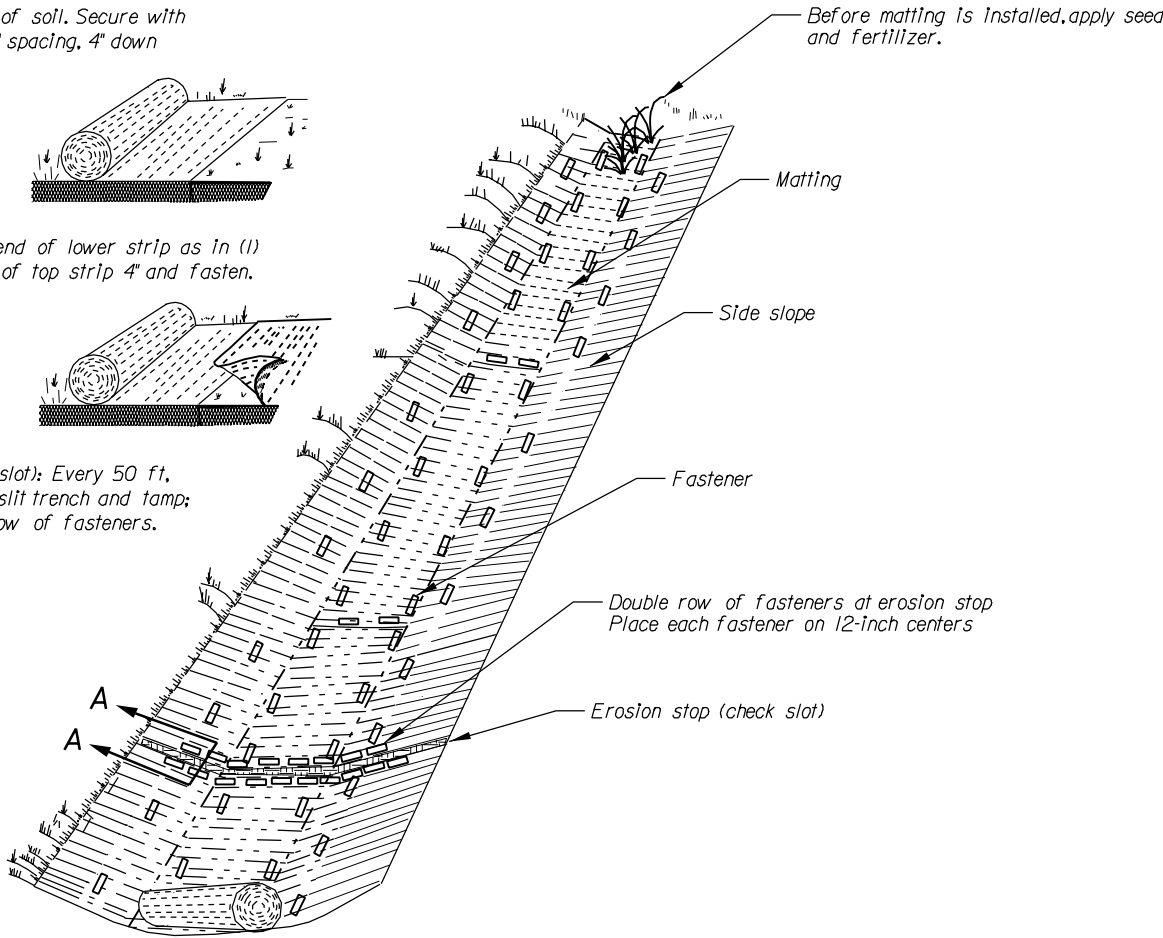 of soil. Secure with
spacing, 4" down
end of lower strip as in (1)
of top strip 4" and fasten.
slot): Every 50 ft,
slit trench and tamp;
ow of fasteners.
Before matting is installed, apply seed
and fertilizer.
Matting
Side slope
Fastener
Double row of fasteners at erosion stop
Place each fastener on 12-inch centers
Erosion stop (check slot)
A
A